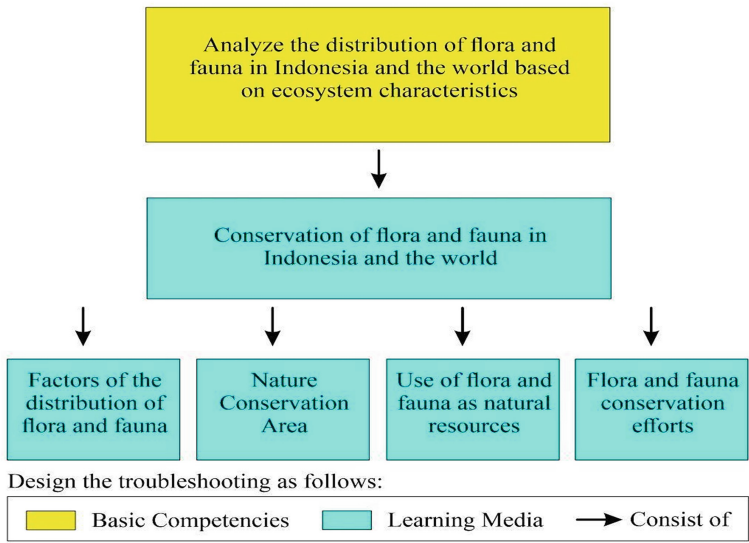 Analyze the distribution of flora and
fauna in Indonesia and the world based
on ecosystem characteristics
Conservation of flora and fauna in
Indonesia and the world
Factors of the
distribution of
flora and fauna
Nature
Conservation
Area
Use of flora and
fauna as natural
resources
Flora and fauna
conservation
efforts
Design the troubleshooting as follows:
Basic Competencies
Learning Media
Consist of